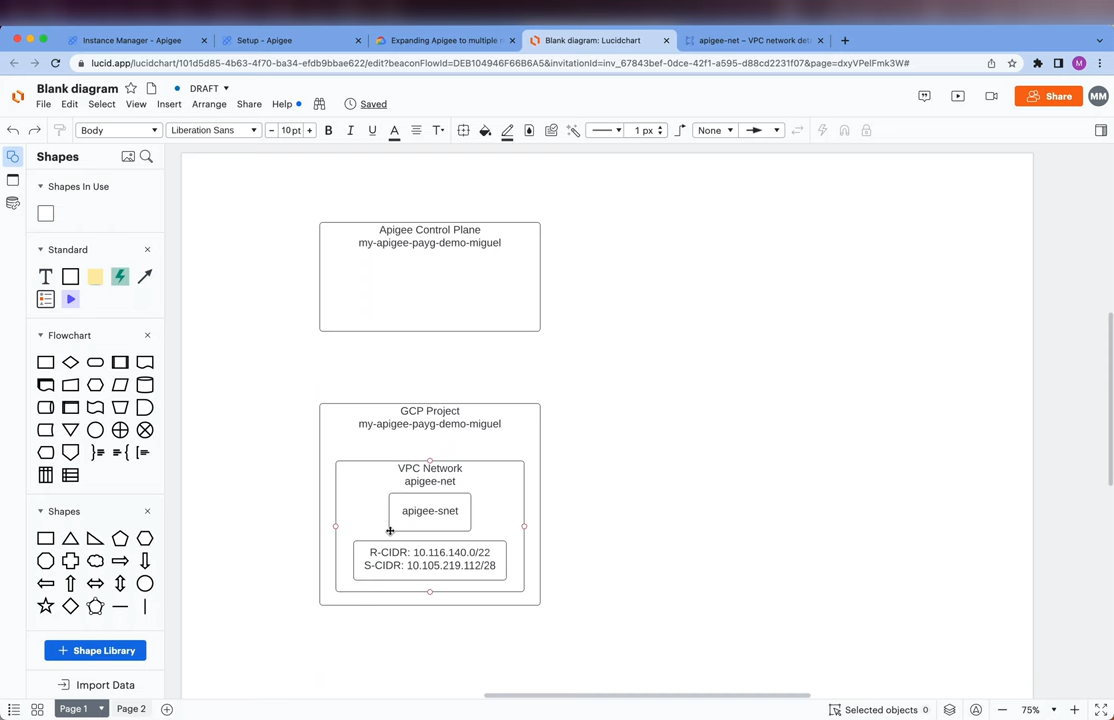 Instance Manager - Apigee
Setup - Apigee
Expanding Apigee to multiple r
Blank diagram: Lucidchart
apigee-net – VPC network det
lucid.app/lucidchart/101d5d85-4b63-4f70-ba34-efdb9bbae622/edit?beaconFlowId=DEB104946F66B6A5&invitationId=inv_67843bef-0dce-42f1-a595-d88cd2231f07&page=dxyVPelFmk3W#
M
Blank diagram
DRAFT
File Edit Select View Insert Arrange Share Help
Saved
Share
MM
Body
Liberation Sans
10 pt
B I U A T
1 px
None
Shapes
Shapes In Use
Standard
T
Flowchart
Shapes
+ Shape Library
Import Data
Apigee Control Plane
my-apigee-payg-demo-miguel
GCP Project
my-apigee-payg-demo-miguel
VPC Network
apigee-net
apigee-snet
R-CIDR: 10.116.140.0/22
S-CIDR: 10.105.219.112/28
Page 1
Page 2
Selected objects 0
75%